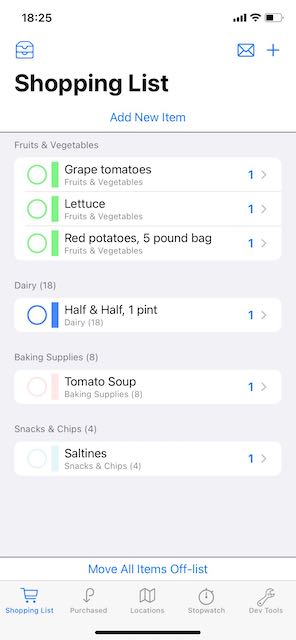 18:25
Shopping List
Add New Item
Fruits & Vegetables
Grape tomatoes
Fruits & Vegetables
1
Lettuce
Fruits & Vegetables
1
Red potatoes, 5 pound bag
Fruits & Vegetables
1
Dairy (18)
Half & Half, 1 pint
Dairy (18)
1
Baking Supplies (8)
Tomato Soup
Baking Supplies (8)
1
Snacks & Chips (4)
Saltines
Snacks & Chips (4)
1
Move All Items Off-list
Shopping List
Purchased
Locations
Stopwatch
Dev Tools